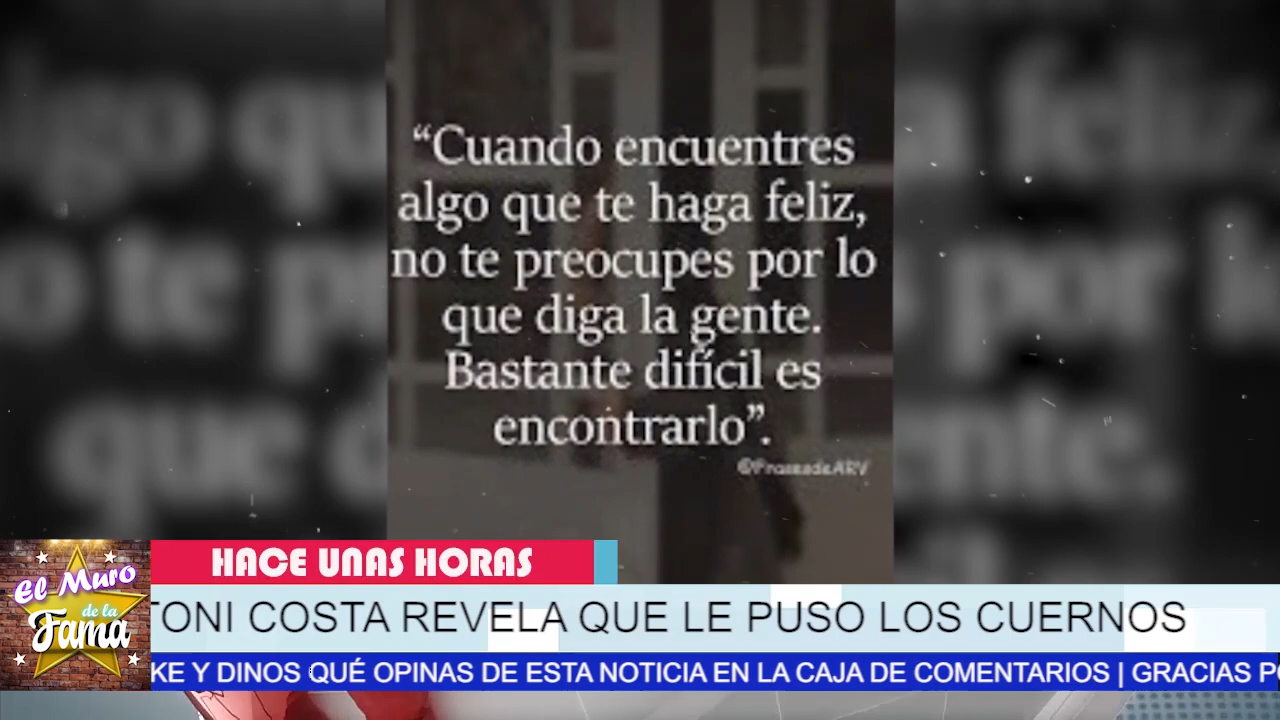 “Cuando encuentres
algo que te haga feliz,
no te preocupes por lo
que diga la gente.
Bastante difícil es
encontrarlo”.
@FrasesdeARV
El Muro
de la
Fama
HACE UNAS HORAS
TONI COSTA REVELA QUE LE PUSO LOS CUERNOS
KE Y DINOS QUÉ OPINAS DE ESTA NOTICIA EN LA CAJA DE COMENTARIOS | GRACIAS PO